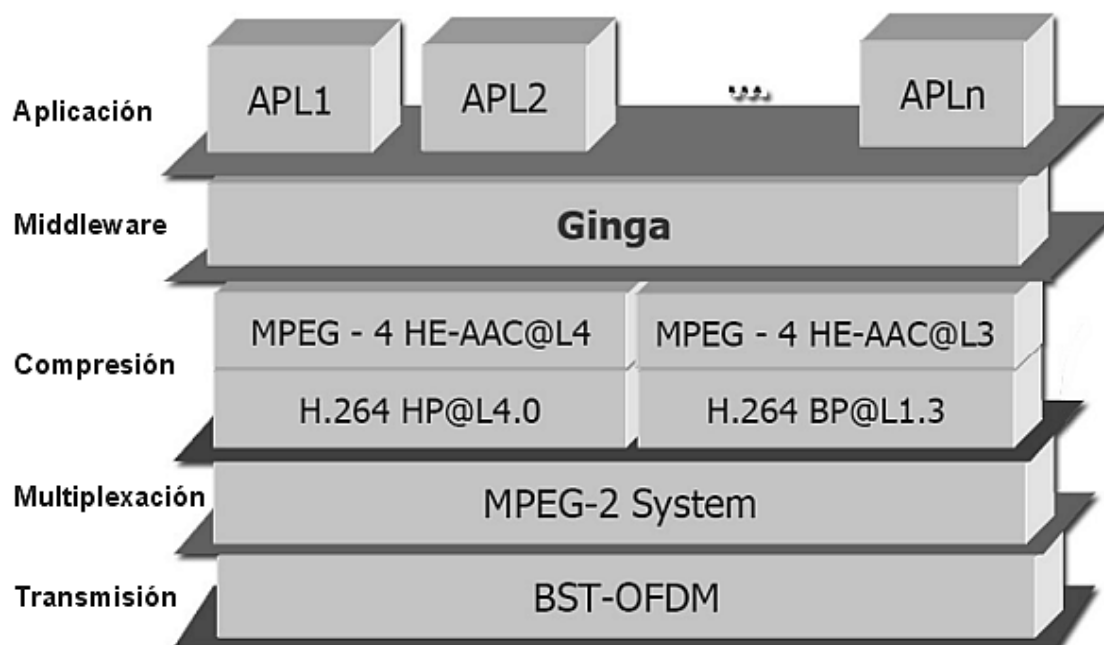 Aplicación
APL1
APL2
...
APLn
Middleware
Ginga
Compresión
MPEG - 4 HE-AAC@L4
MPEG - 4 HE-AAC@L3
H.264 HP@L4.0
H.264 BP@L1.3
Multiplexación
MPEG-2 System
Transmisión
BST-OFDM